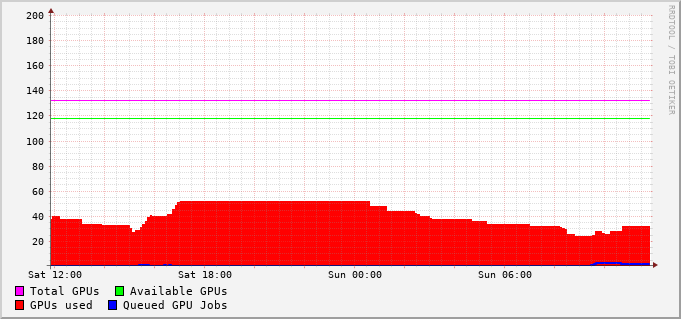 200
180
160
140
120
100
80
60
40
20
Sat 12:00 Sat 18:00 Sun 00:00 Sun 06:00
Total GPUs Available GPUs
GPUs used Queued GPU Jobs
RRDTOOL / TOBI OETIKER